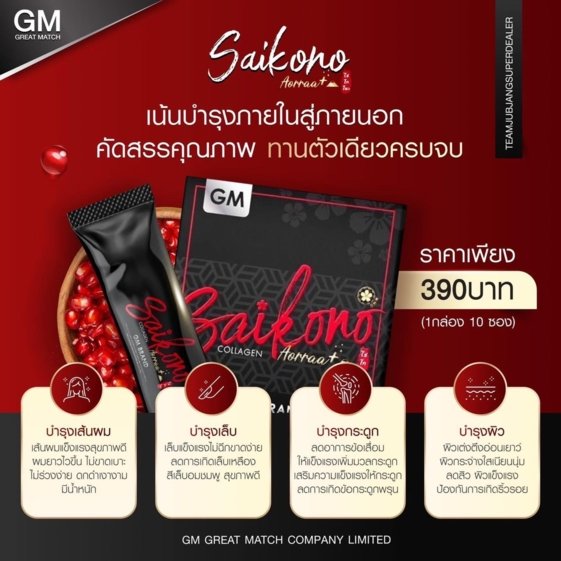 GM
GREAT MATCH
TEAMJUBJANGSUPERDEALER
Saikono
Aorraa+
เน้นบำรุงภายในสู่ภายนอก
คัดสรรคุณภาพ ทานตัวเดียวครบจบ
GM
ราคาเพียง
390บาท
(1กล่อง 10 ซอง)
Saikono
COLLAGEN
Aorraa+
Saikono
COLLAGEN
Aorraa+
GM BRAND
บำรุงเส้นผม
เส้นผมแข็งแรงสุขภาพดี
ผมยาวไวขึ้น ไม่ขาดเปาะ
ไม่ร่วงง่าย ดกดำเงางาม
มีน้ำหนัก
บำรุงเล็บ
เล็บแข็งแรงไม่ฉีกขาดง่าย
ลดการเกิดเล็บเหลือง
สีเล็บอมชมพู สุขภาพดี
บำรุงกระดูก
ลดอาการข้อเสื่อม
ให้แข็งแรงเพิ่มมวลกระดูก
เสริมความแข็งแรงให้กระดูก
ลดการเกิดข้อกระดูกพรุน
บำรุงผิว
ผิวเต่งตึงอ่อนเยาว์
ผิวกระจ่างใสเนียนนุ่ม
ลดสิว ผิวแข็งแรง
ป้องกันการเกิดริ้วรอย
GM GREAT MATCH COMPANY LIMITED